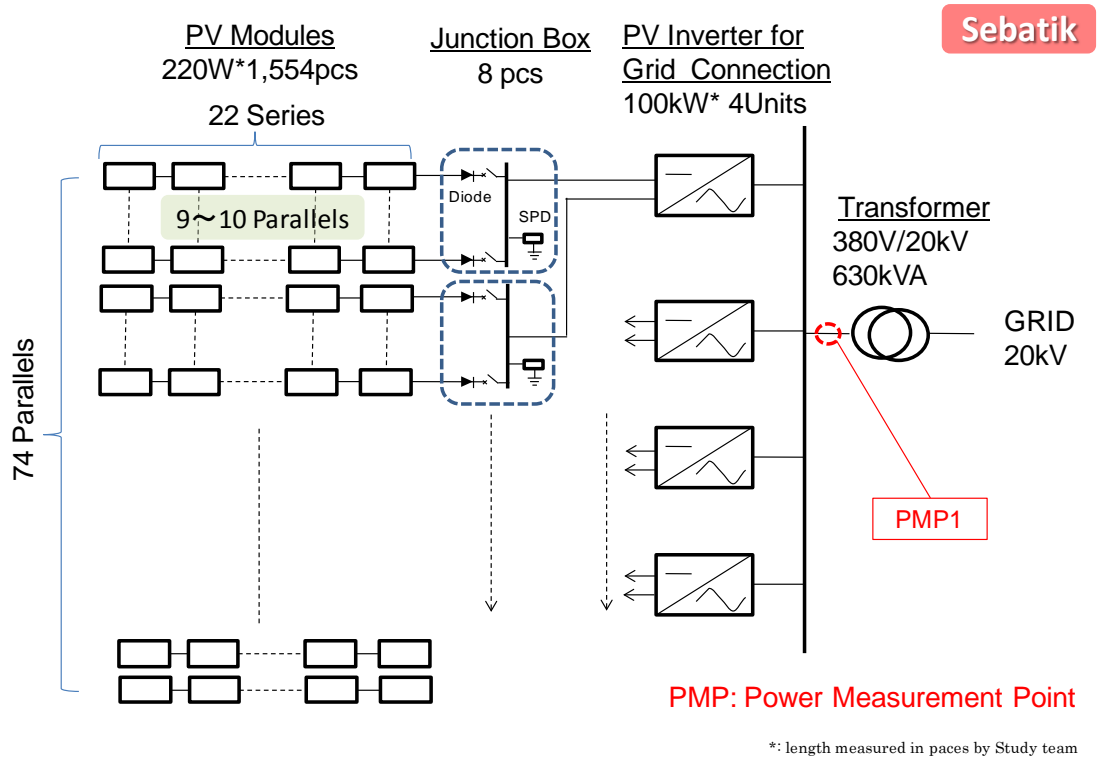 Sebatik
PV Modules
220W*1,554pcs
22 Series
Junction Box
8 pcs
PV Inverter for
Grid Connection
100kW* 4Units
Diode
SPD
9～10 Parallels
74 Parallels
Transformer
380V/20kV
630kVA
GRID
20kV
PMP1
PMP: Power Measurement Point
*: length measured in paces by Study team